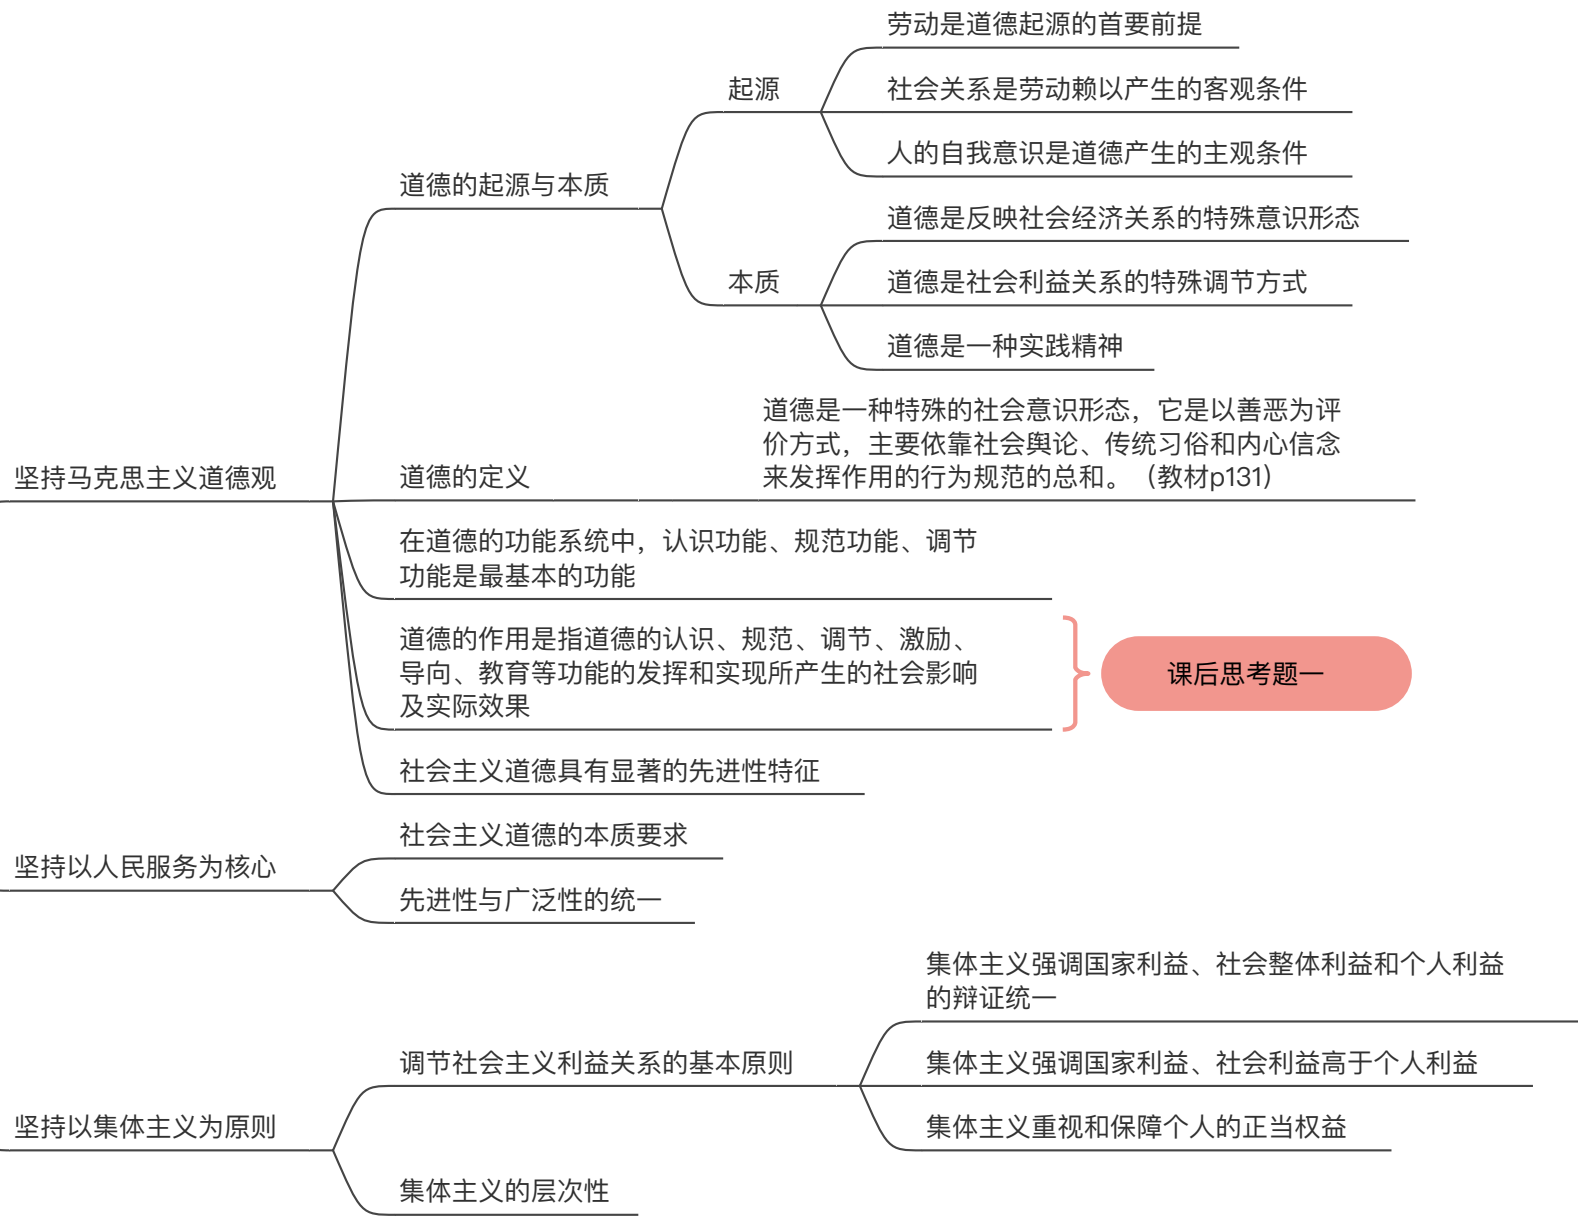 劳动是道德起源的首要前提
起源
社会关系是劳动赖以产生的客观条件
人的自我意识是道德产生的主观条件
道德的起源与本质
道德是反映社会经济关系的特殊意识形态
本质
道德是社会利益关系的特殊调节方式
道德是一种实践精神
道德是一种特殊的社会意识形态，它是以善恶为评
价方式，主要依靠社会舆论、传统习俗和内心信念
来发挥作用的行为规范的总和。（教材p131）
坚持马克思主义道德观
道德的定义
在道德的功能系统中，认识功能、规范功能、调节
功能是最基本的功能
道德的作用是指道德的认识、规范、调节、激励、
导向、教育等功能的发挥和实现所产生的社会影响
及实际效果
课后思考题一
社会主义道德具有显著的先进性特征
社会主义道德的本质要求
坚持以人民服务为核心
先进性与广泛性的统一
集体主义强调国家利益、社会整体利益和个人利益
的辩证统一
调节社会主义利益关系的基本原则
集体主义强调国家利益、社会利益高于个人利益
坚持以集体主义为原则
集体主义重视和保障个人的正当权益
集体主义的层次性